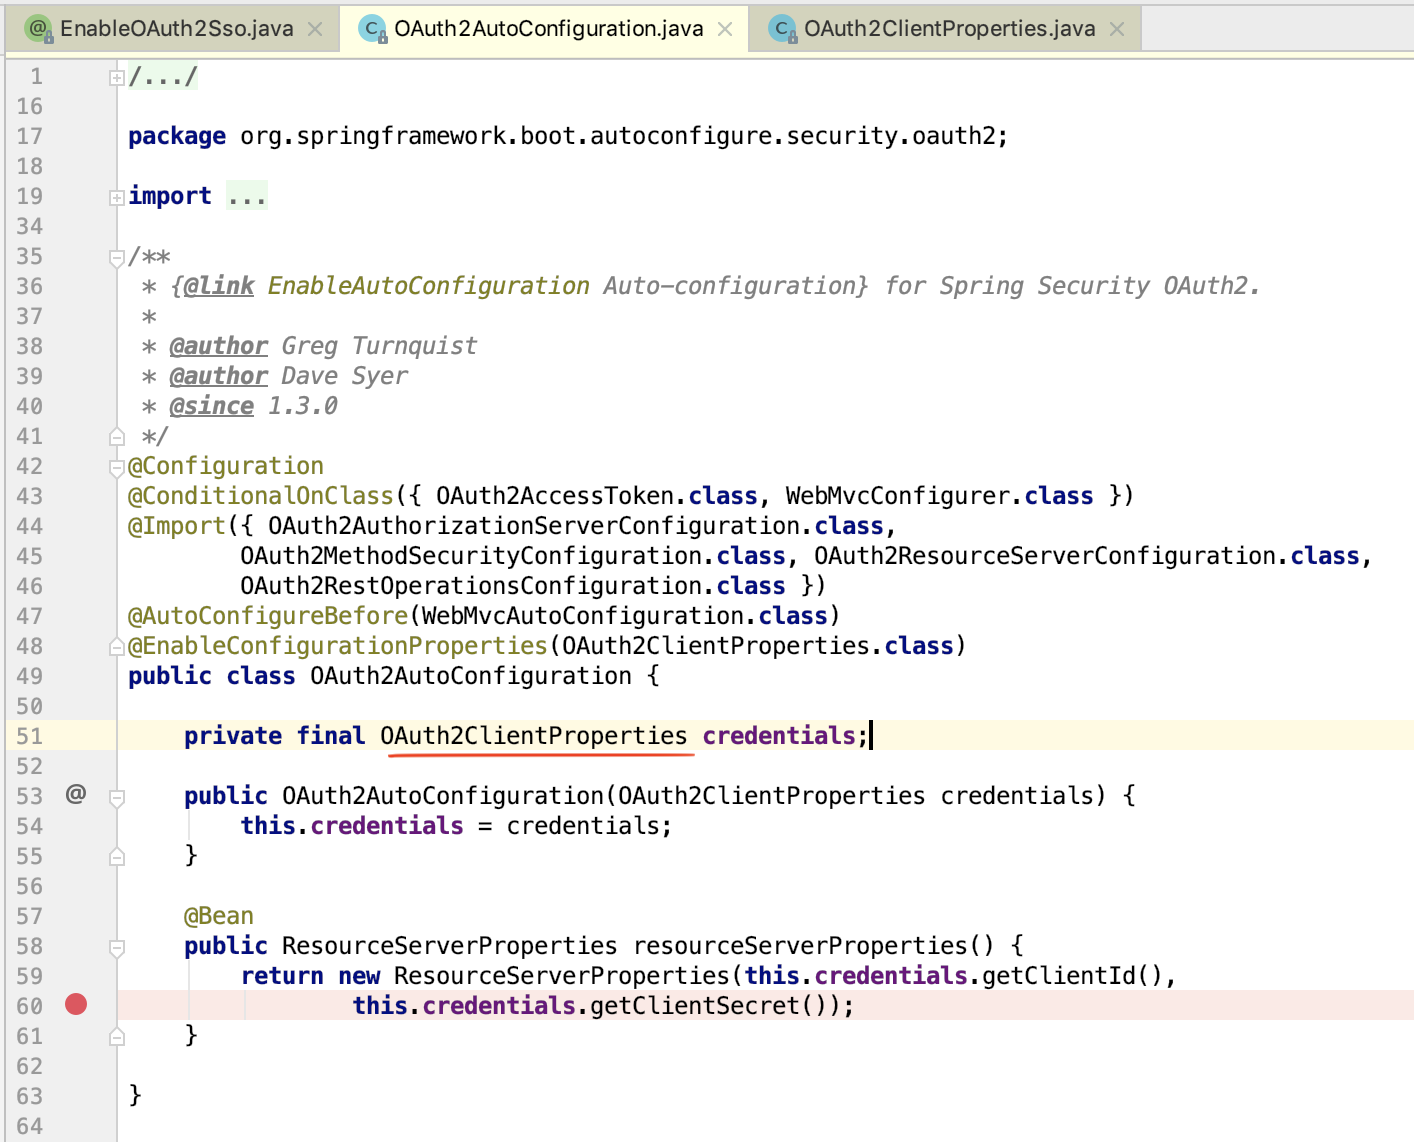 EnableOAuth2Sso.java OAuth2AutoConfiguration.java OAuth2ClientProperties.java
1 /.../
16
17 package org.springframework.boot.autoconfigure.security.oauth2;
18
19 import ...
34
35 /**
36  * {@link EnableAutoConfiguration Auto-configuration} for Spring Security OAuth2.
37  *
38  * @author Greg Turnquist
39  * @author Dave Syer
40  * @since 1.3.0
41  */
42 @Configuration
43 @ConditionalOnClass({ OAuth2AccessToken.class, WebMvcConfigurer.class })
44 @Import({ OAuth2AuthorizationServerConfiguration.class,
45         OAuth2MethodSecurityConfiguration.class, OAuth2ResourceServerConfiguration.class,
46         OAuth2RestOperationsConfiguration.class })
47 @AutoConfigureBefore(WebMvcAutoConfiguration.class)
48 @EnableConfigurationProperties(OAuth2ClientProperties.class)
49 public class OAuth2AutoConfiguration {
50
51     private final OAuth2ClientProperties credentials;
52
53 @     public OAuth2AutoConfiguration(OAuth2ClientProperties credentials) {
54         this.credentials = credentials;
55     }
56
57     @Bean
58     public ResourceServerProperties resourceServerProperties() {
59         return new ResourceServerProperties(this.credentials.getClientId(),
60                 this.credentials.getClientSecret());
61     }
62
63 }
64